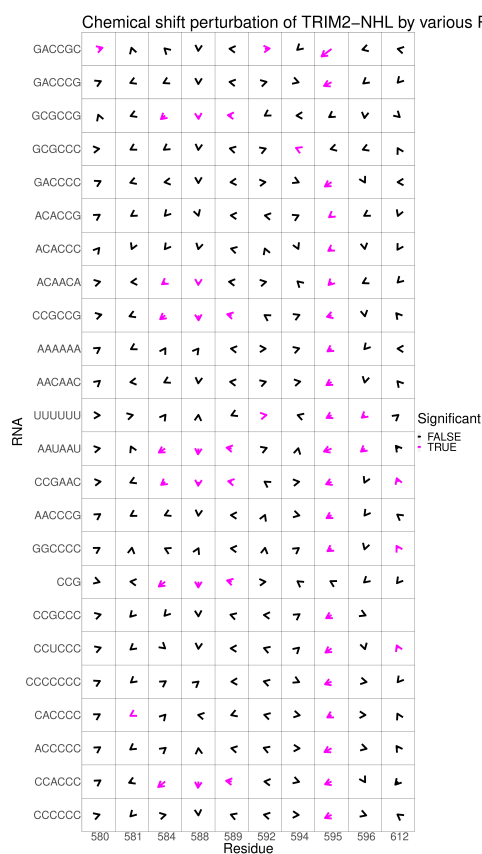 Chemical shift perturbation of TRIM2−NHL by various
GACCGC
GACCCG
GCGCCG
GCGCCC
GACCCC
ACACCG
ACACCC
ACAACA
CCGCCG
AAAAAA
AACAAC
UUUUUU
AAUAAU
CCGAAC
AACCCG
GGCCCC
CCG
CCGCCC
CCUCCC
CCCCCCC
CACCCC
ACCCCC
CCACCC
CCCCCC
RNA
580 581 584 588 589 592 594 595 596 612
Residue
Significant
FALSE
TRUE